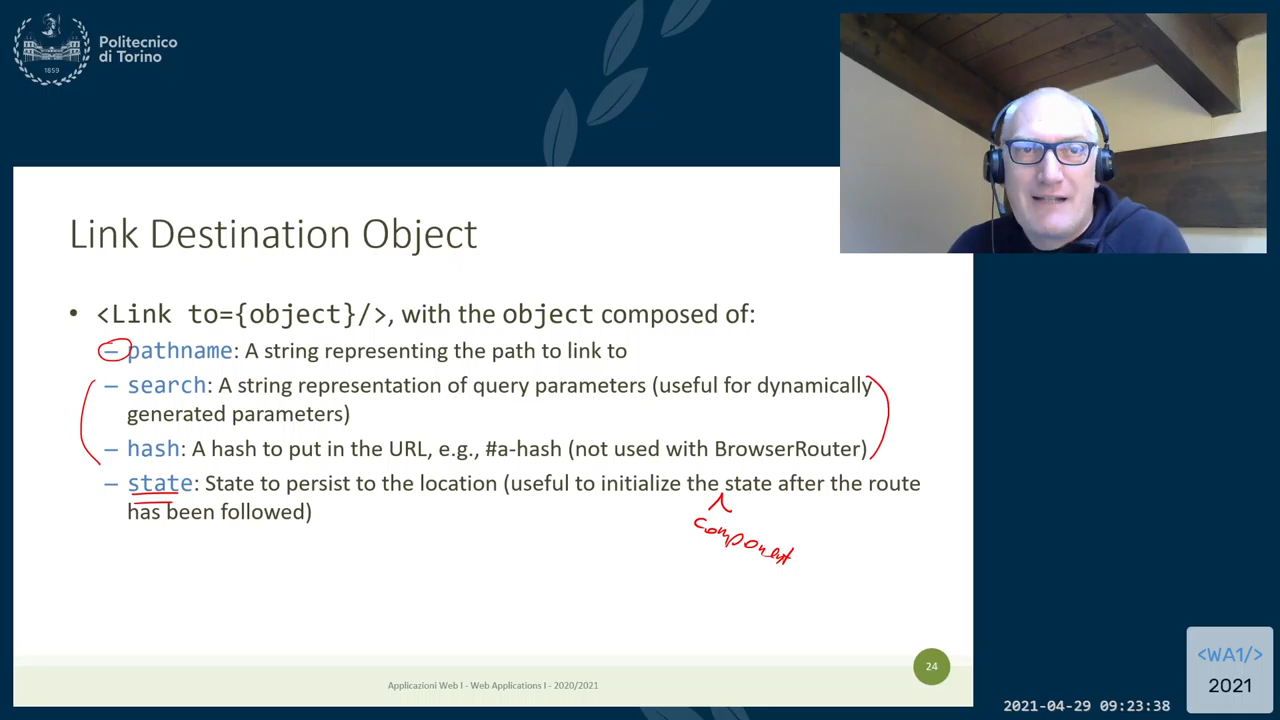 Politecnico
di Torino
1859
Link Destination Object
• <Link to={object}/>, with the object composed of:
– pathname: A string representing the path to link to
– search: A string representation of query parameters (useful for dynamically
generated parameters)
– hash: A hash to put in the URL, e.g., #a-hash (not used with BrowserRouter)
– state: State to persist to the location (useful to initialize the state after the route
has been followed)
component
24
Applicazioni Web I - Web Applications I - 2020/2021
<WA1/>
2021
2021-04-29 09:23:38